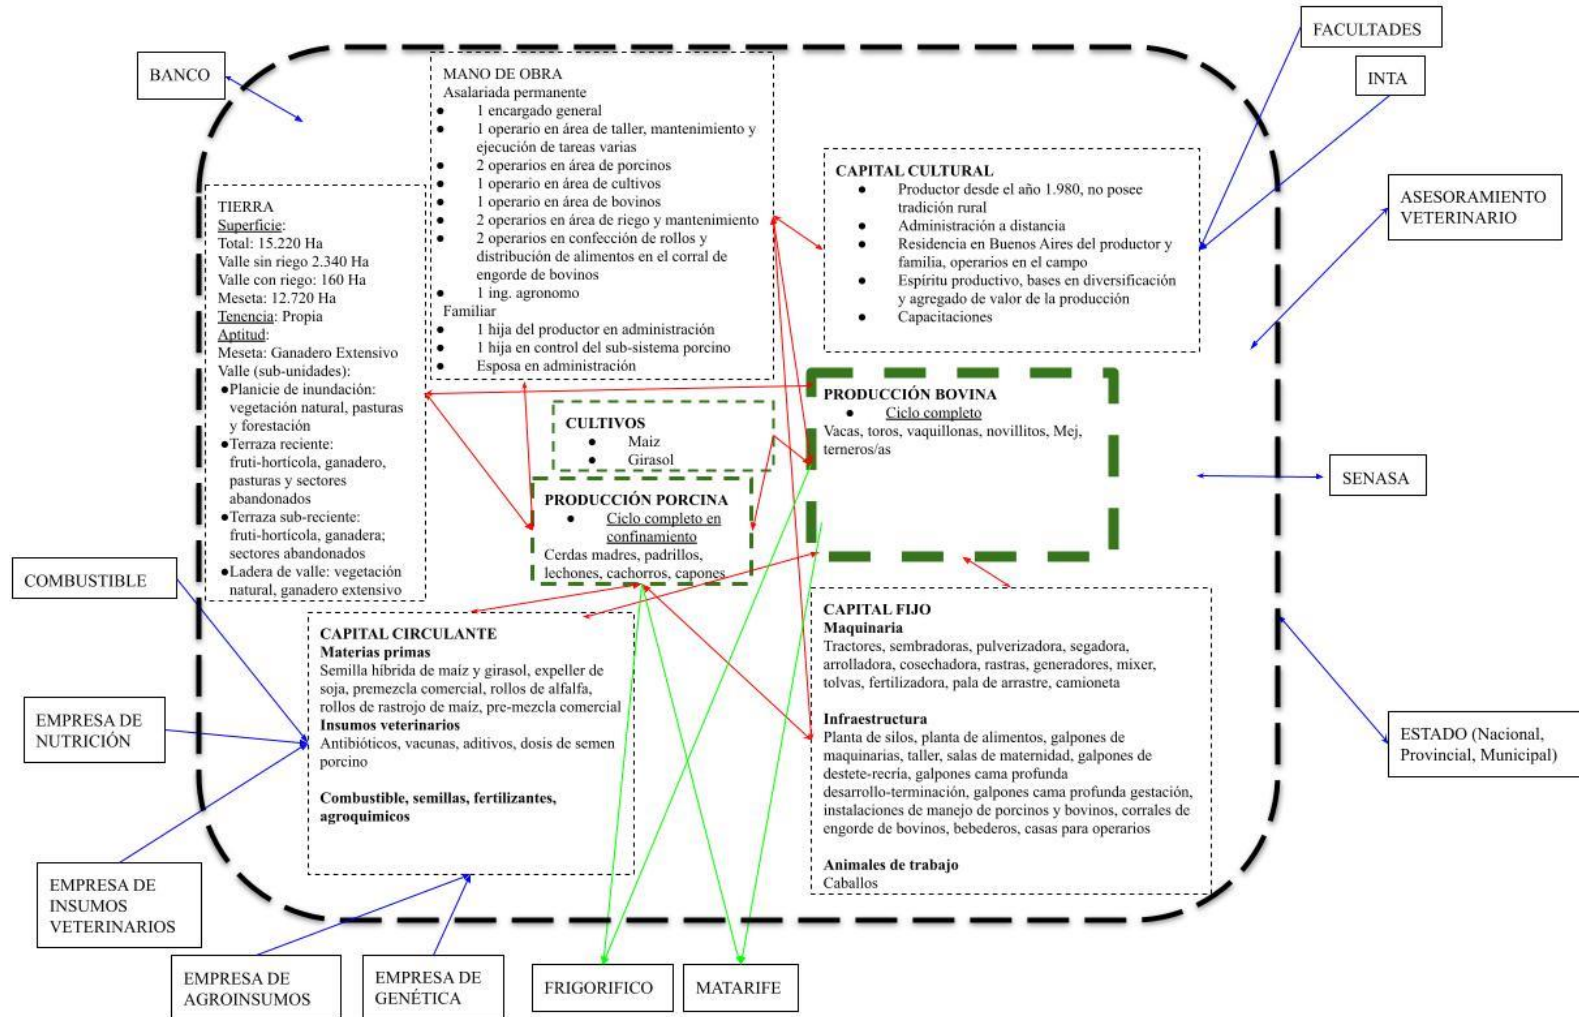 BANCO
MANO DE OBRA
Asalariada permanente
● 1 encargado general
● 1 operario en área de taller, mantenimiento y
ejecución de tareas varias
● 2 operarios en área de porcinos
● 1 operario en área de cultivos
● 1 operario en área de bovinos
● 2 operarios en área de riego y mantenimiento
● 2 operarios en confección de rollos y
distribución de alimentos en el corral de
engorde de bovinos
● 1 ing. agronomo
Familiar
● 1 hija del productor en administración
● 1 hija en control del sub-sistema porcino
● Esposa en administración
FACULTADES
INTA
CAPITAL CULTURAL
● Productor desde el año 1.980, no posee
tradición rural
● Administración a distancia
● Residencia en Buenos Aires del productor y
familia, operarios en el campo
● Espíritu productivo, bases en diversificación
y agregado de valor de la producción
● Capacitaciones
ASESORAMIENTO
VETERINARIO
TIERRA
Superficie:
Total: 15.220 Ha
Valle sin riego 2.340 Ha
Valle con riego: 160 Ha
Meseta: 12.720 Ha
Tenencia: Propia
Aptitud:
Meseta: Ganadero Extensivo
Valle (sub-unidades):
●Planicie de inundación:
vegetación natural, pasturas
y forestación
●Terraza reciente:
fruti-hortícola, ganadero,
pasturas y sectores
abandonados
●Terraza sub-reciente:
fruti-hortícola, ganadera;
sectores abandonados
●Ladera de valle: vegetación
natural, ganadero extensivo
CULTIVOS
● Maiz
● Girasol
PRODUCCIÓN BOVINA
● Ciclo completo
Vacas, toros, vaquillonas, novillitos, Mej,
terneros/as
PRODUCCIÓN PORCINA
● Ciclo completo en
confinamiento
Cerdas madres, padrillos,
lechones, cachorros, capones
SENASA
COMBUSTIBLE
CAPITAL CIRCULANTE
Materias primas
Semilla híbrida de maíz y girasol, expeller de
soja, premezcla comercial, rollos de alfalfa,
rollos de rastrojo de maíz, pre-mezcla comercial
Insumos veterinarios
Antibióticos, vacunas, aditivos, dosis de semen
porcino
Combustible, semillas, fertilizantes,
agroquimicos
CAPITAL FIJO
Maquinaria
Tractores, sembradoras, pulverizadora, segadora,
arrolladora, cosechadora, rastras, generadores, mixer,
tolvas, fertilizadora, pala de arrastre, camioneta
Infraestructura
Planta de silos, planta de alimentos, galpones de
maquinarias, taller, salas de maternidad, galpones de
destete-recría, galpones cama profunda
desarrollo-terminación, galpones cama profunda gestación,
instalaciones de manejo de porcinos y bovinos, corrales de
engorde de bovinos, bebederos, casas para operarios
Animales de trabajo
Caballos
EMPRESA DE
NUTRICIÓN
ESTADO (Nacional,
Provincial, Municipal)
EMPRESA DE
INSUMOS
VETERINARIOS
EMPRESA DE
AGROINSUMOS
EMPRESA DE
GENÉTICA
FRIGORIFICO
MATARIFE